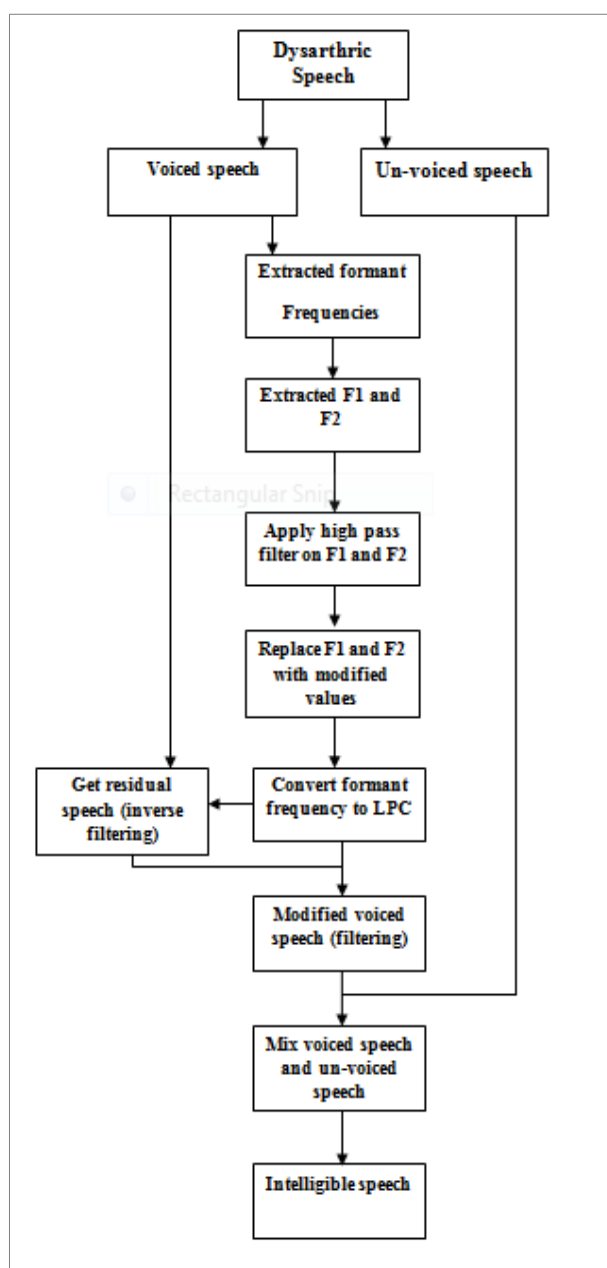 Dysarthric
Speech
Voiced speech
Un-voiced speech
Extracted formant
Frequencies
Extracted F1 and
F2
Rectangular Snip
Apply high pass
filter on F1 and F2
Replace F1 and F2
with modified
values
Get residual
speech (inverse
filtering)
Convert formant
frequency to LPC
Modified voiced
speech (filtering)
Mix voiced speech
and un-voiced
speech
Intelligible speech